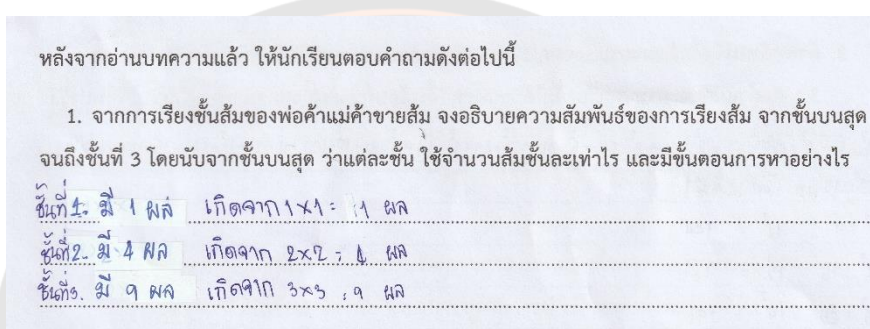 หลังจากอ่านบทความแล้ว ให้นักเรียนตอบคำถามดังต่อไปนี้
1. จากการเรียงชั้นส้มของพ่อค้าแม่ค้าขายส้ม จงอธิบายความสัมพันธ์ของการเรียงส้ม จากชั้นบนสุด
จนถึงชั้นที่ 3 โดยนับจากชั้นบนสุด ว่าแต่ละชั้น ใช้จำนวนส้มชั้นละเท่าไร และมีขั้นตอนการหาอย่างไร
ชั้นที่ 1. มี 1 ผล เกิดจาก 1×1 = 1 ผล
ชั้นที่ 2. มี 4 ผล เกิดจาก 2×2 = 4 ผล
ชั้นที่ 3. มี 9 ผล เกิดจาก 3×3 = 9 ผล